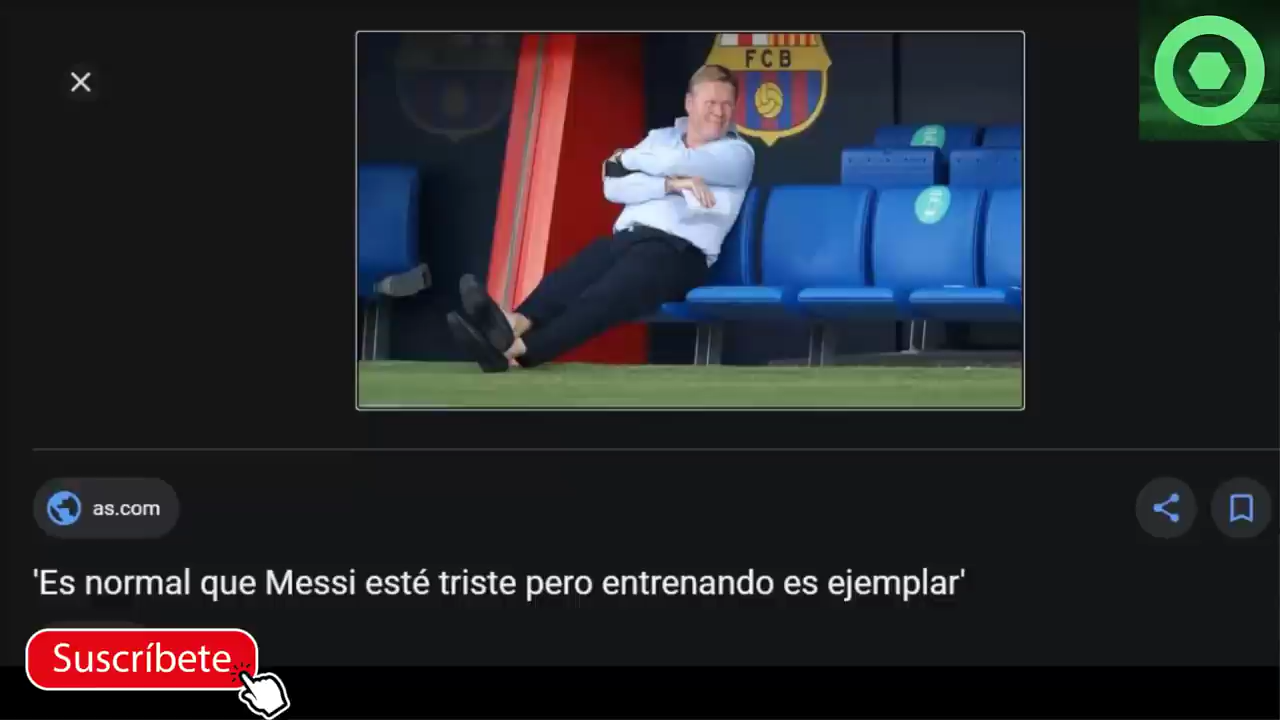 FCB
as.com
'Es normal que Messi esté triste pero entrenando es ejemplar'
Suscríbete